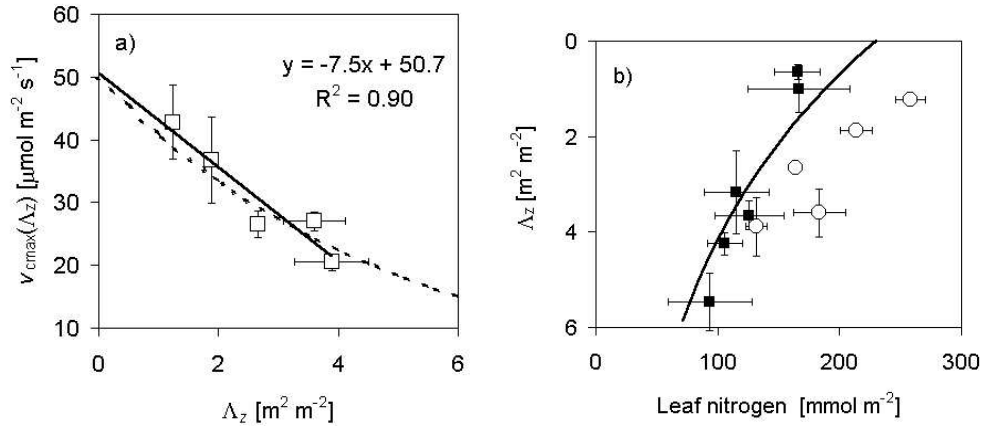 60
50
40
30
20
10
0
2
4
6
a)
y = -7.5x + 50.7
R² = 0.90
vcmax(Λz) [μmol m⁻² s⁻¹]
Λz [m² m⁻²]
b)
0
2
4
6
0
100
200
300
Λz [m² m⁻²]
Leaf nitrogen [mmol m⁻²]